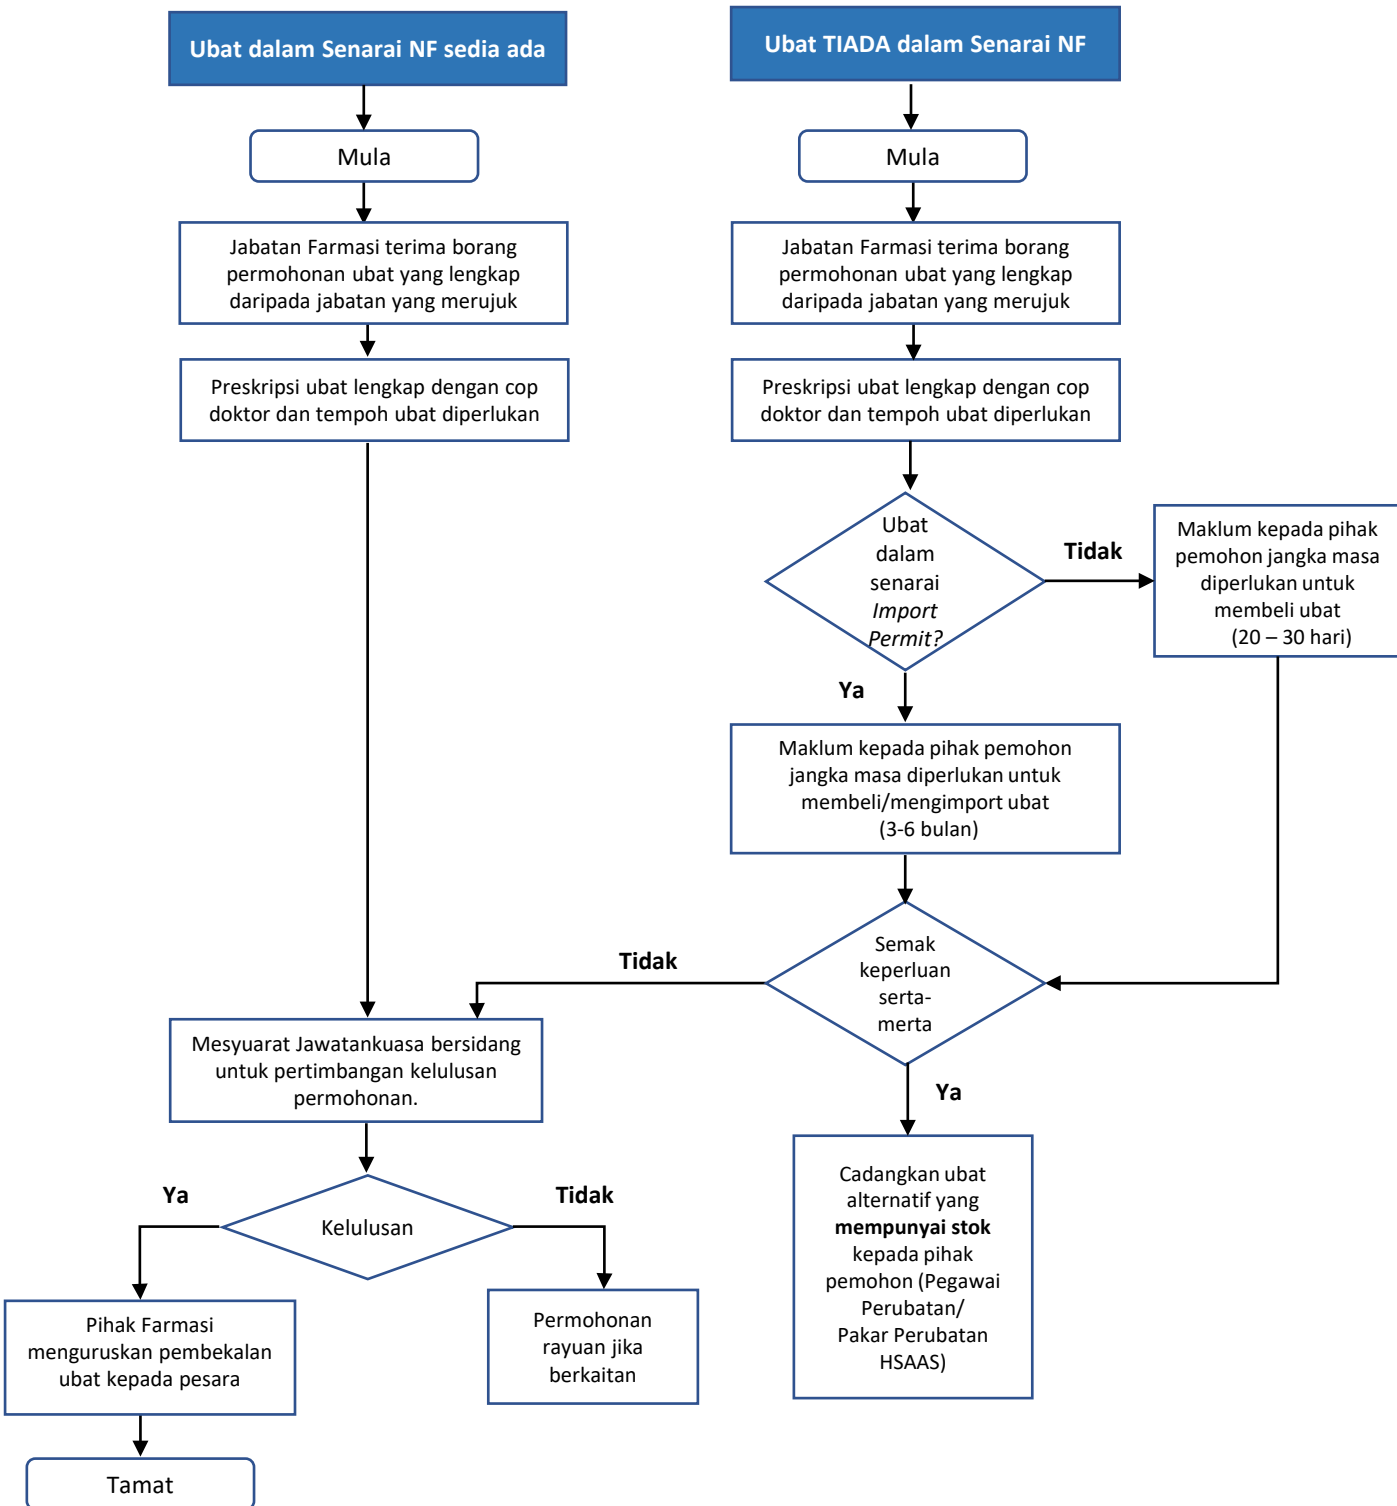 Ubat dalam Senarai NF sedia ada
Ubat TIADA dalam Senarai NF
Mula
Mula
Jabatan Farmasi terima borang
permohonan ubat yang lengkap
daripada jabatan yang merujuk
Jabatan Farmasi terima borang
permohonan ubat yang lengkap
daripada jabatan yang merujuk
Preskripsi ubat lengkap dengan cop
doktor dan tempoh ubat diperlukan
Preskripsi ubat lengkap dengan cop
doktor dan tempoh ubat diperlukan
Ubat
dalam
senarai
Import
Permit?
Tidak
Maklum kepada pihak
pemohon jangka masa
diperlukan untuk
membeli ubat
(20 – 30 hari)
Ya
Maklum kepada pihak pemohon
jangka masa diperlukan untuk
membeli/mengimport ubat
(3-6 bulan)
Semak
keperluan
serta-
merta
Tidak
Ya
Mesyuarat Jawatankuasa bersidang
untuk pertimbangan kelulusan
permohonan.
Cadangkan ubat
alternatif yang
mempunyai stok
kepada pihak
pemohon (Pegawai
Perubatan/
Pakar Perubatan
HSAAS)
Kelulusan
Ya
Tidak
Pihak Farmasi
menguruskan pembekalan
ubat kepada pesara
Permohonan
rayuan jika
berkaitan
Tamat